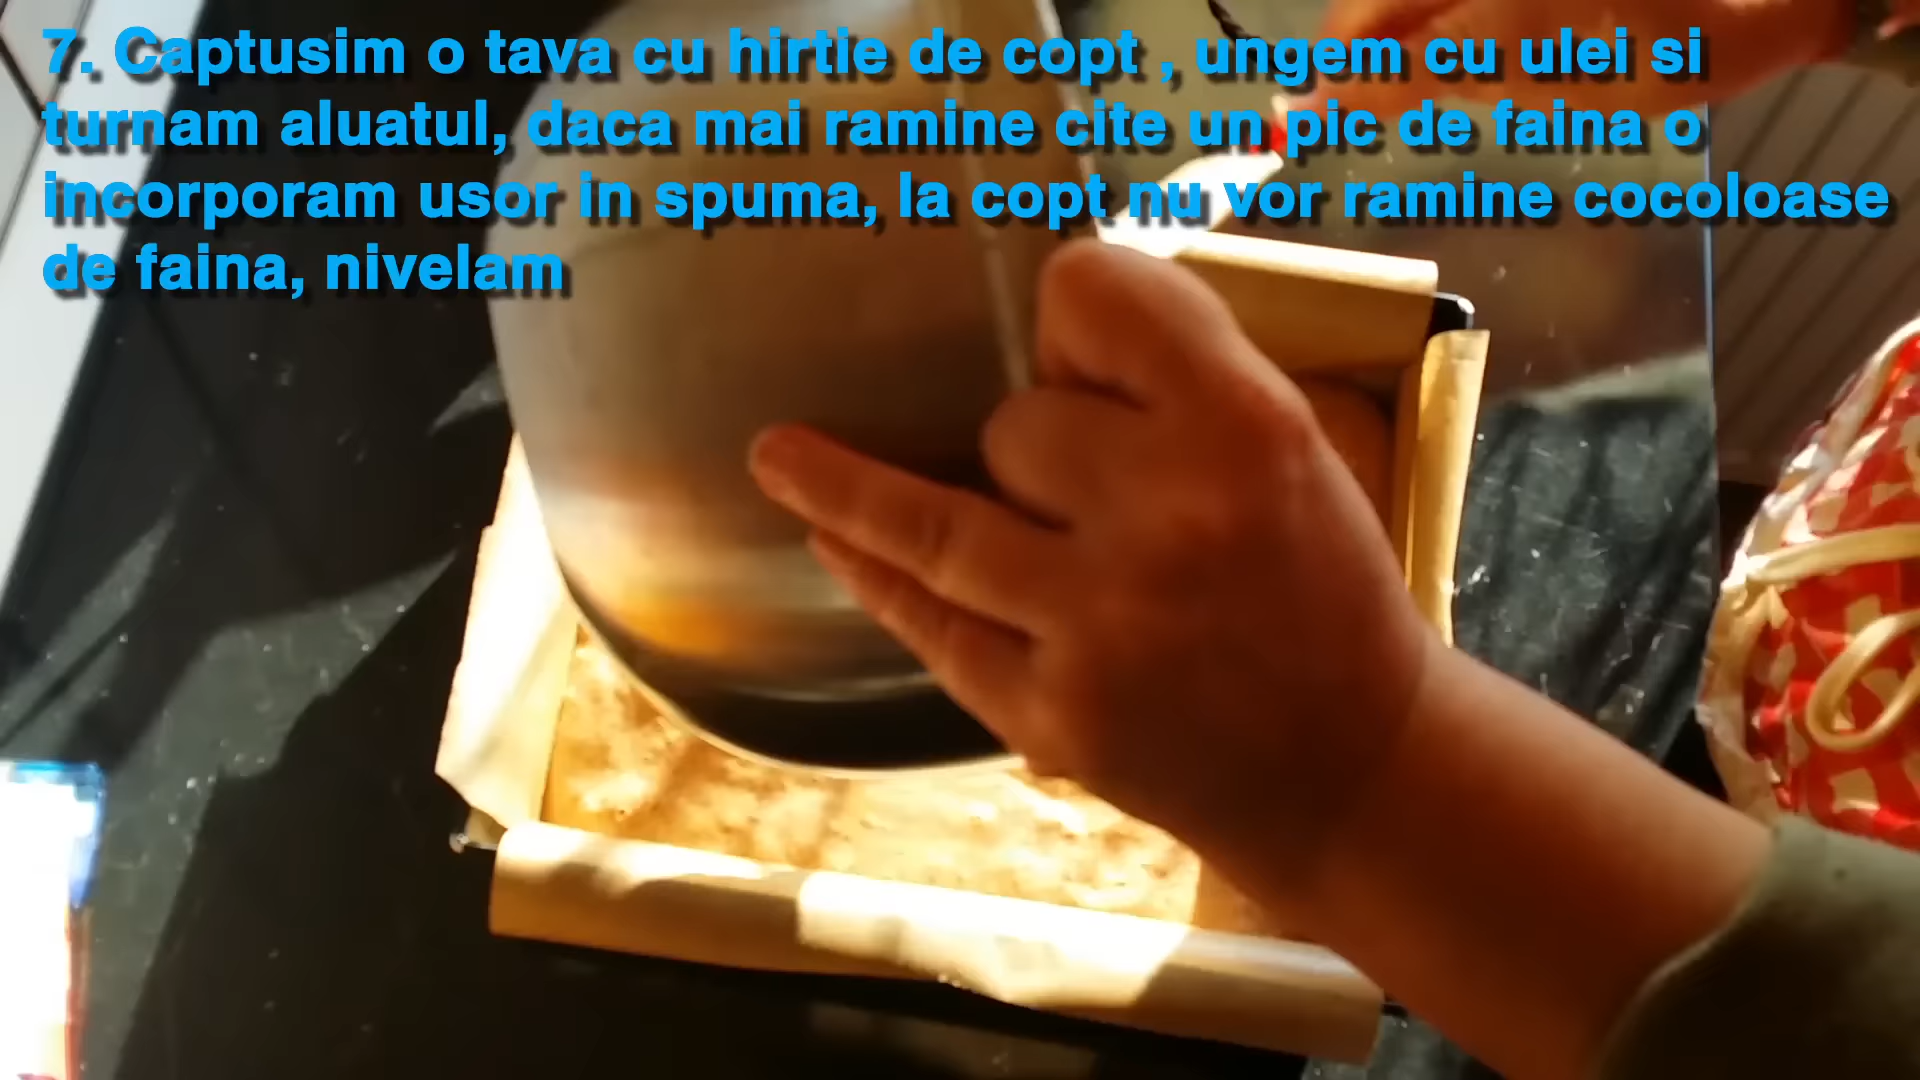 7. Captusim o tava cu hirtie de copt , ungem cu ulei si
turnam aluatul, daca mai ramine cite un pic de faina o
incorporam usor in spuma, la copt nu vor ramine cocoloase
de faina, nivelam